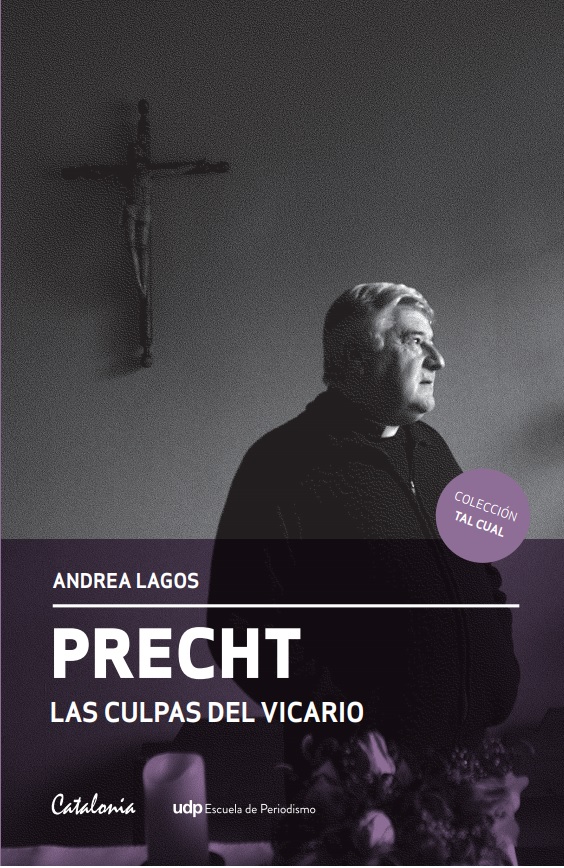 COLECCIÓN
TAL CUAL
ANDREA LAGOS
PRECHT
LAS CULPAS DEL VICARIO
Catalonia
udp Escuela de Periodismo